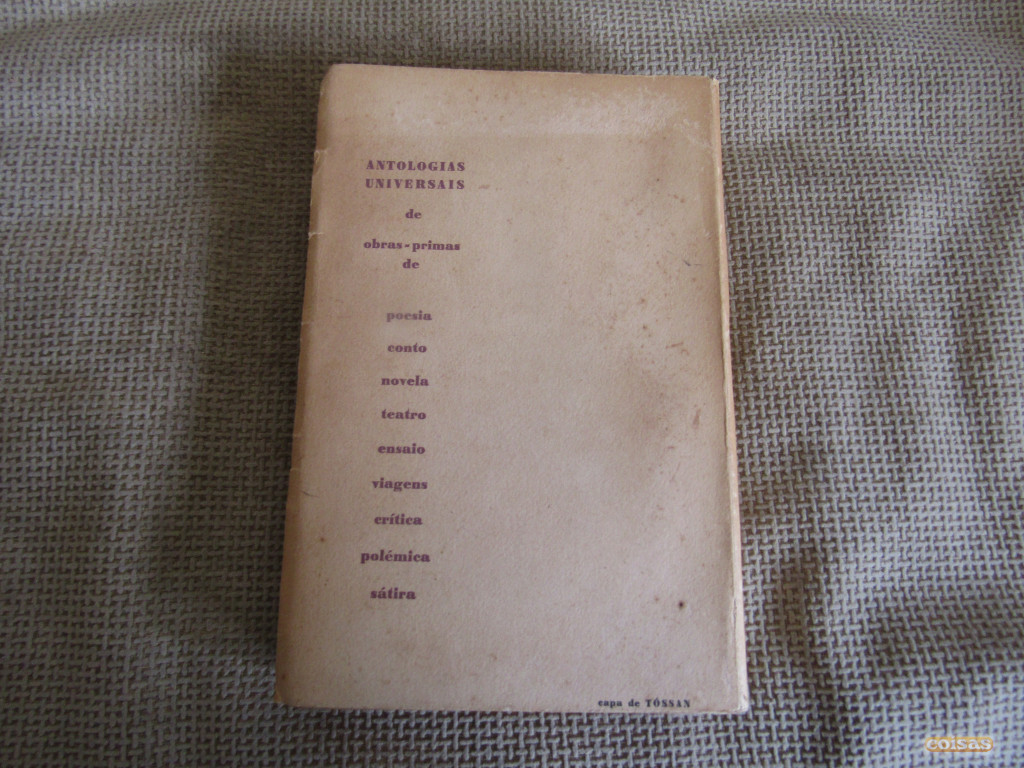 ANTOLOGIAS
UNIVERSAIS
de
obras-primas
de
poesia
conto
novela
teatro
ensaio
viagens
crítica
polémica
sátira
capa de TÓSSAN
coisas